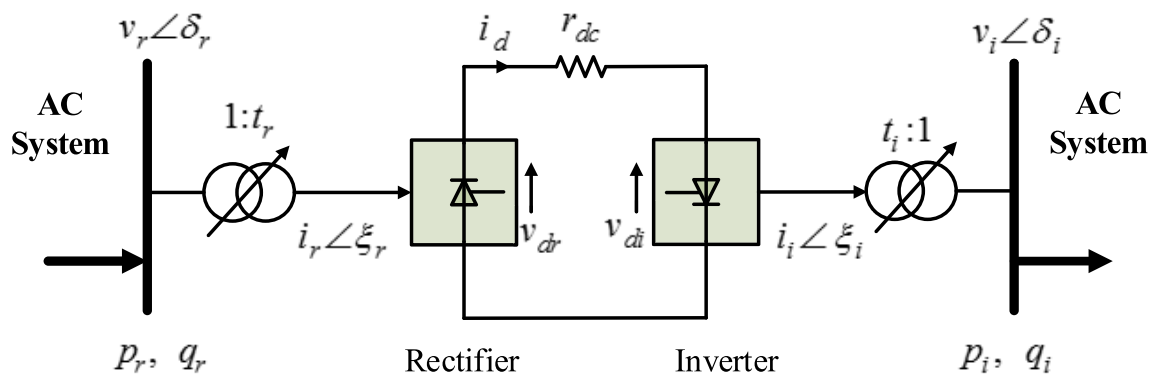 v_r∠δ_r
i_d
r_dc
v_i∠δ_i
AC
System
1:t_r
t_i:1
AC
System
i_r∠ξ_r
v_dr
v_di
i_i∠ξ_i
p_r, q_r
Rectifier
Inverter
p_i, q_i